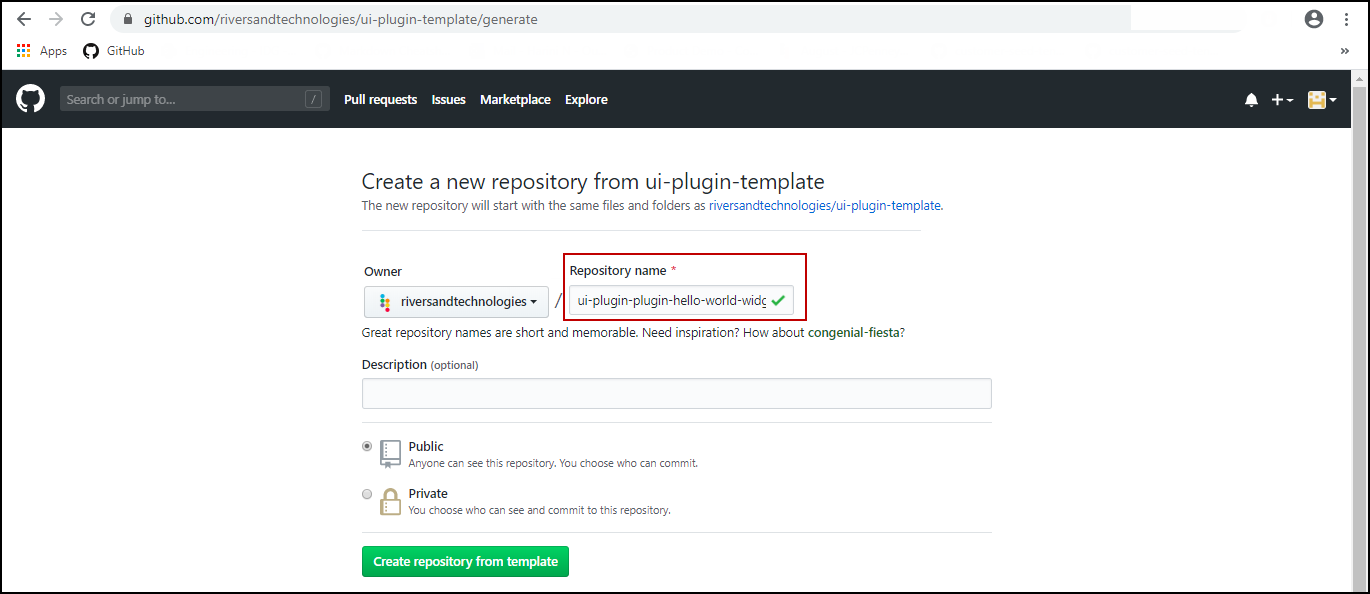 github.com/riversandtechnologies/ui-plugin-template/generate
Apps GitHub »
Search or jump to... / Pull requests Issues Marketplace Explore
Create a new repository from ui-plugin-template
The new repository will start with the same files and folders as riversandtechnologies/ui-plugin-template.
Owner Repository name *
riversandtechnologies / ui-plugin-plugin-hello-world-widg
Great repository names are short and memorable. Need inspiration? How about congenial-fiesta?
Description (optional)
Public
Anyone can see this repository. You choose who can commit.
Private
You choose who can see and commit to this repository.
Create repository from template